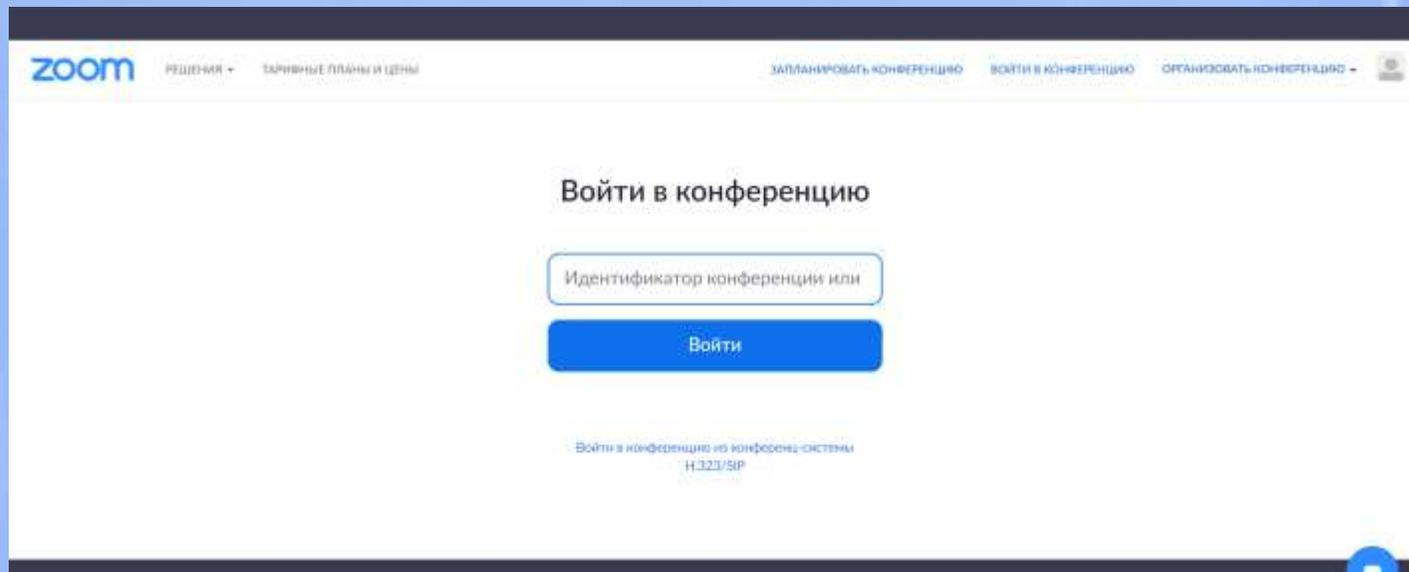 zoom РЕШЕНИЯ ТАРИФНЫЕ ПЛАНЫ И ЦЕНЫ ЗАПЛАНИРОВАТЬ КОНФЕРЕНЦИЮ ВОЙТИ В КОНФЕРЕНЦИЮ ОРГАНИЗОВАТЬ КОНФЕРЕНЦИЮ
Войти в конференцию
Идентификатор конференции или
Войти
Войти в конференцию из конференц-системы
H.323/SIP